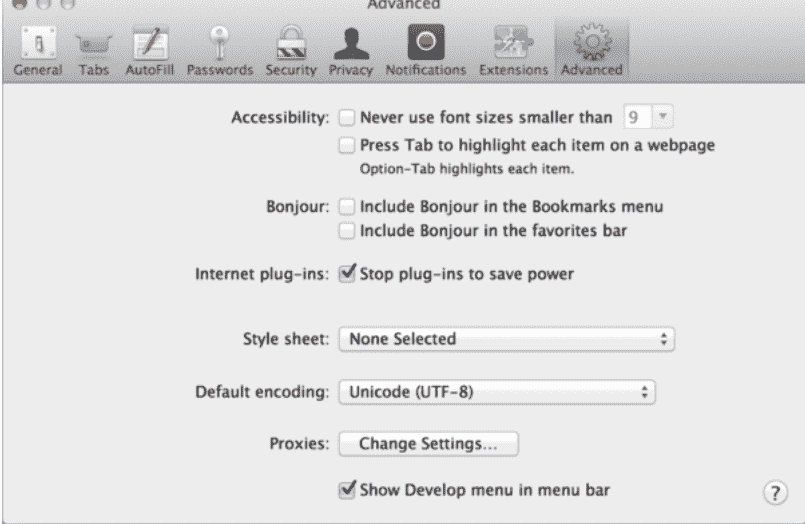 Advanced
General Tabs AutoFill Passwords Security Privacy Notifications Extensions Advanced
Accessibility: Never use font sizes smaller than 9
Press Tab to highlight each item on a webpage
Option-Tab highlights each item.
Bonjour: Include Bonjour in the Bookmarks menu
Include Bonjour in the favorites bar
Internet plug-ins: Stop plug-ins to save power
Style sheet: None Selected
Default encoding: Unicode (UTF-8)
Proxies: Change Settings...
Show Develop menu in menu bar ?